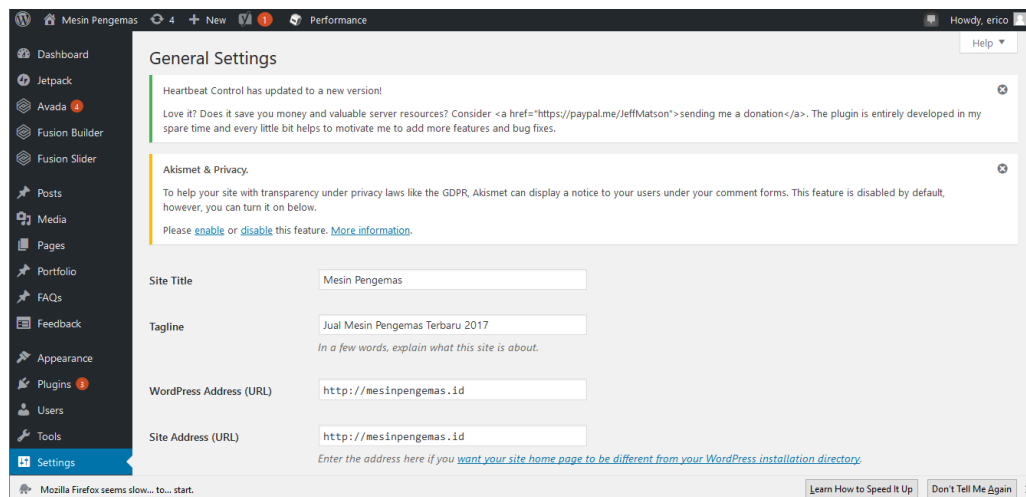 Mesin Pengemas 4 + New 1 Performance Howdy, erico
Help
Dashboard
Jetpack
Avada 4
Fusion Builder
Fusion Slider
Posts
Media
Pages
Portfolio
FAQs
Feedback
Appearance
Plugins 3
Users
Tools
Settings
General Settings
Heartbeat Control has updated to a new version!
Love it? Does it save you money and valuable server resources? Consider <a href="https://paypal.me/JeffMatson">sending me a donation</a>. The plugin is entirely developed in my
spare time and every little bit helps to motivate me to add more features and bug fixes.
Akismet & Privacy.
To help your site with transparency under privacy laws like the GDPR, Akismet can display a notice to your users under your comment forms. This feature is disabled by default,
however, you can turn it on below.
Please enable or disable this feature. More information.
Site Title Mesin Pengemas
Tagline Jual Mesin Pengemas Terbaru 2017
In a few words, explain what this site is about.
WordPress Address (URL) http://mesinpengemas.id
Site Address (URL) http://mesinpengemas.id
Enter the address here if you want your site home page to be different from your WordPress installation directory.
Mozilla Firefox seems slow... to... start. Learn How to Speed It Up Don't Tell Me Again